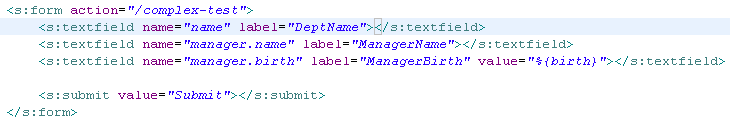 <s:form action="/complex-test">
<s:textfield name="name" label="DeptName"></s:textfield>
<s:textfield name="manager.name" label="ManagerName"></s:textfield>
<s:textfield name="manager.birth" label="ManagerBirth" value="%{birth}"></s:textfield>
<s:submit value="Submit"></s:submit>
</s:form>